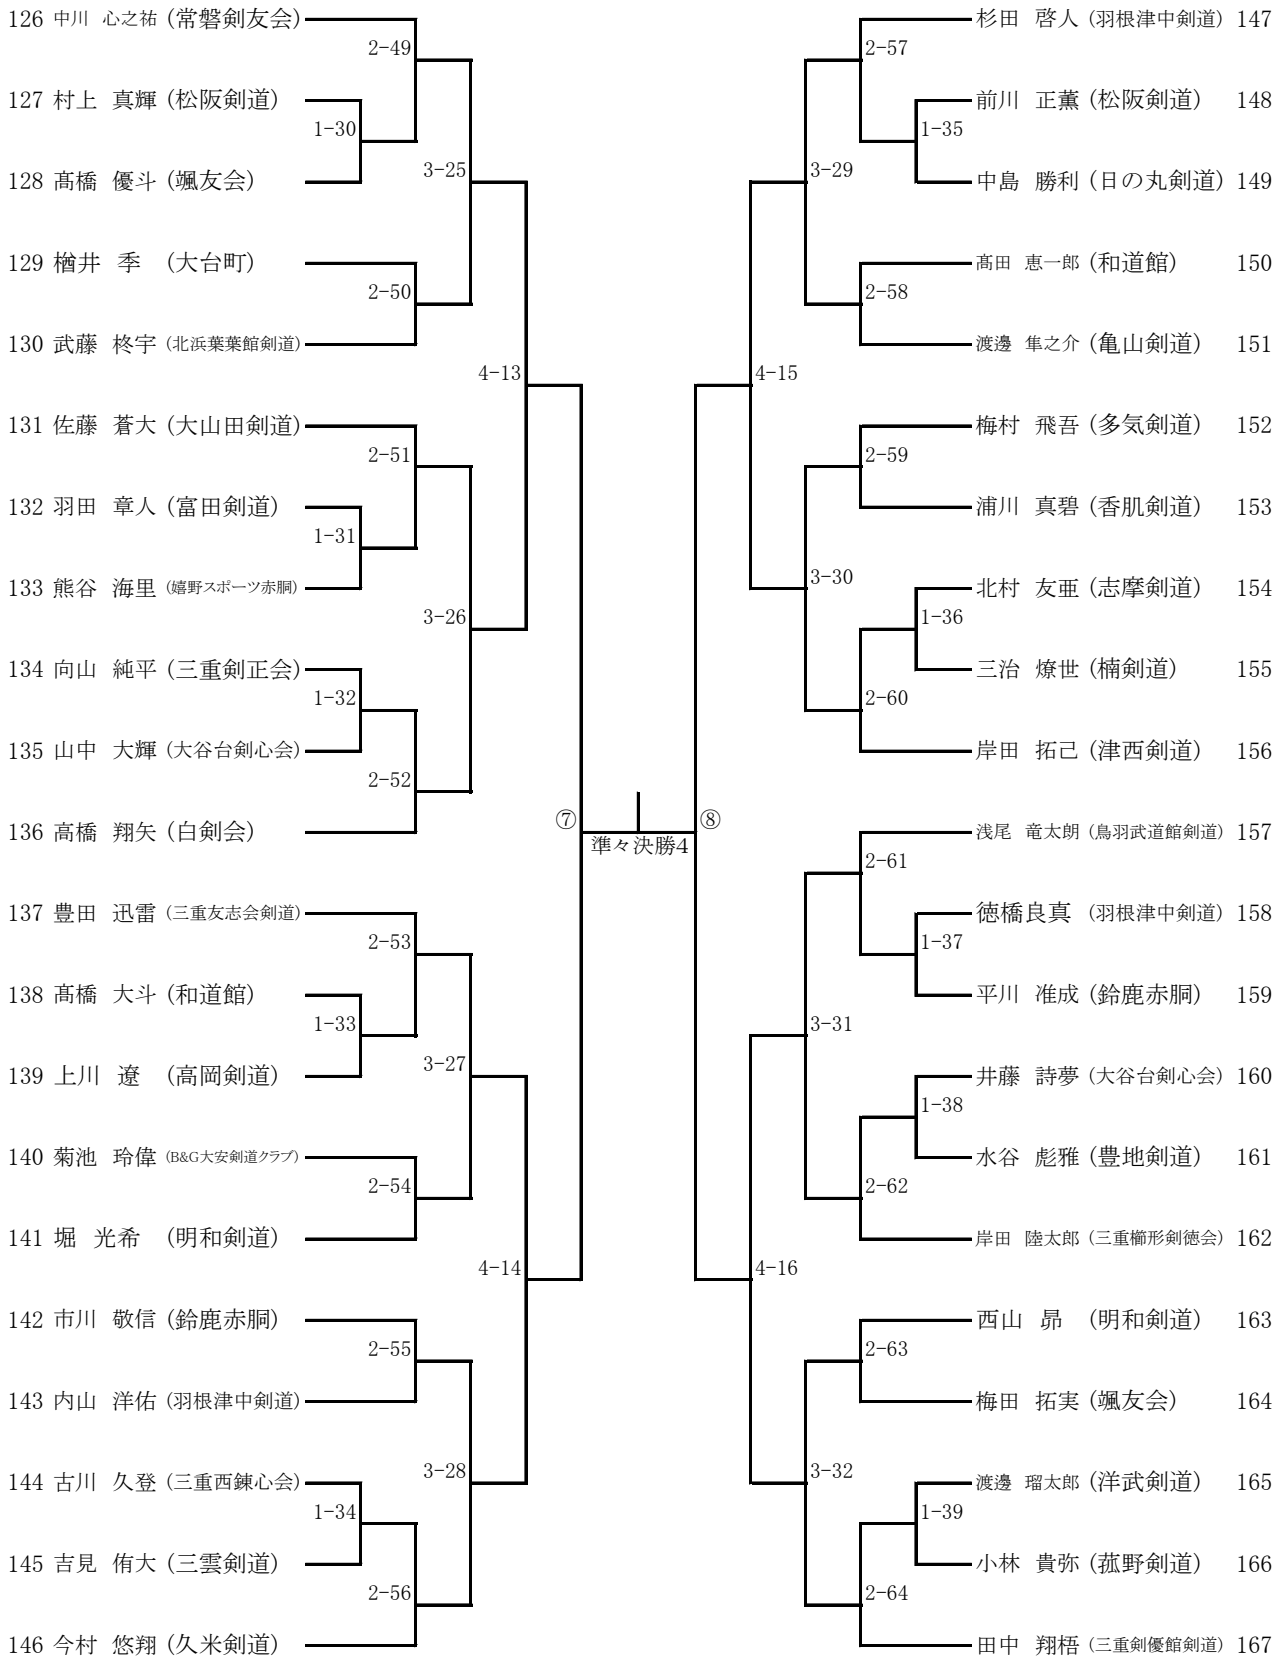 126 中川 心之祐 (常磐剣友会)
2-49
127 村上 真輝 (松阪剣道)
1-30
128 髙橋 優斗 (颯友会)
3-25
129 楢井 季 (大台町)
2-50
130 武藤 柊宇 (北浜葉葉館剣道)
4-13
131 佐藤 蒼大 (大山田剣道)
2-51
132 羽田 章人 (富田剣道)
1-31
133 熊谷 海里 (嬉野スポーツ赤胴)
3-26
134 向山 純平 (三重剣正会)
1-32
135 山中 大輝 (大谷台剣心会)
2-52
136 高橋 翔矢 (白剣会)
⑦
137 豊田 迅雷 (三重友志会剣道)
2-53
138 髙橋 大斗 (和道館)
1-33
139 上川 遼 (高岡剣道)
3-27
140 菊池 玲偉 (B&G大安剣道クラブ)
2-54
141 堀 光希 (明和剣道)
4-14
142 市川 敬信 (鈴鹿赤胴)
2-55
143 内山 洋佑 (羽根津中剣道)
3-28
144 古川 久登 (三重西錬心会)
1-34
145 吉見 侑大 (三雲剣道)
2-56
146 今村 悠翔 (久米剣道)
準々決勝4
杉田 啓人 (羽根津中剣道) 147
2-57
前川 正薫 (松阪剣道) 148
1-35
中島 勝利 (日の丸剣道) 149
3-29
髙田 恵一郎 (和道館) 150
2-58
渡邊 隼之介 (亀山剣道) 151
4-15
梅村 飛吾 (多気剣道) 152
2-59
浦川 真碧 (香肌剣道) 153
3-30
北村 友亜 (志摩剣道) 154
1-36
三治 燎世 (楠剣道) 155
2-60
岸田 拓己 (津西剣道) 156
⑧
浅尾 竜太朗 (鳥羽武道館剣道) 157
2-61
徳橋良真 (羽根津中剣道) 158
1-37
平川 准成 (鈴鹿赤胴) 159
3-31
井藤 詩夢 (大谷台剣心会) 160
1-38
水谷 彪雅 (豊地剣道) 161
2-62
岸田 陸太郎 (三重櫛形剣徳会) 162
4-16
西山 昴 (明和剣道) 163
2-63
梅田 拓実 (颯友会) 164
3-32
渡邊 瑠太郎 (洋武剣道) 165
1-39
小林 貴弥 (菰野剣道) 166
2-64
田中 翔梧 (三重剣優館剣道) 167